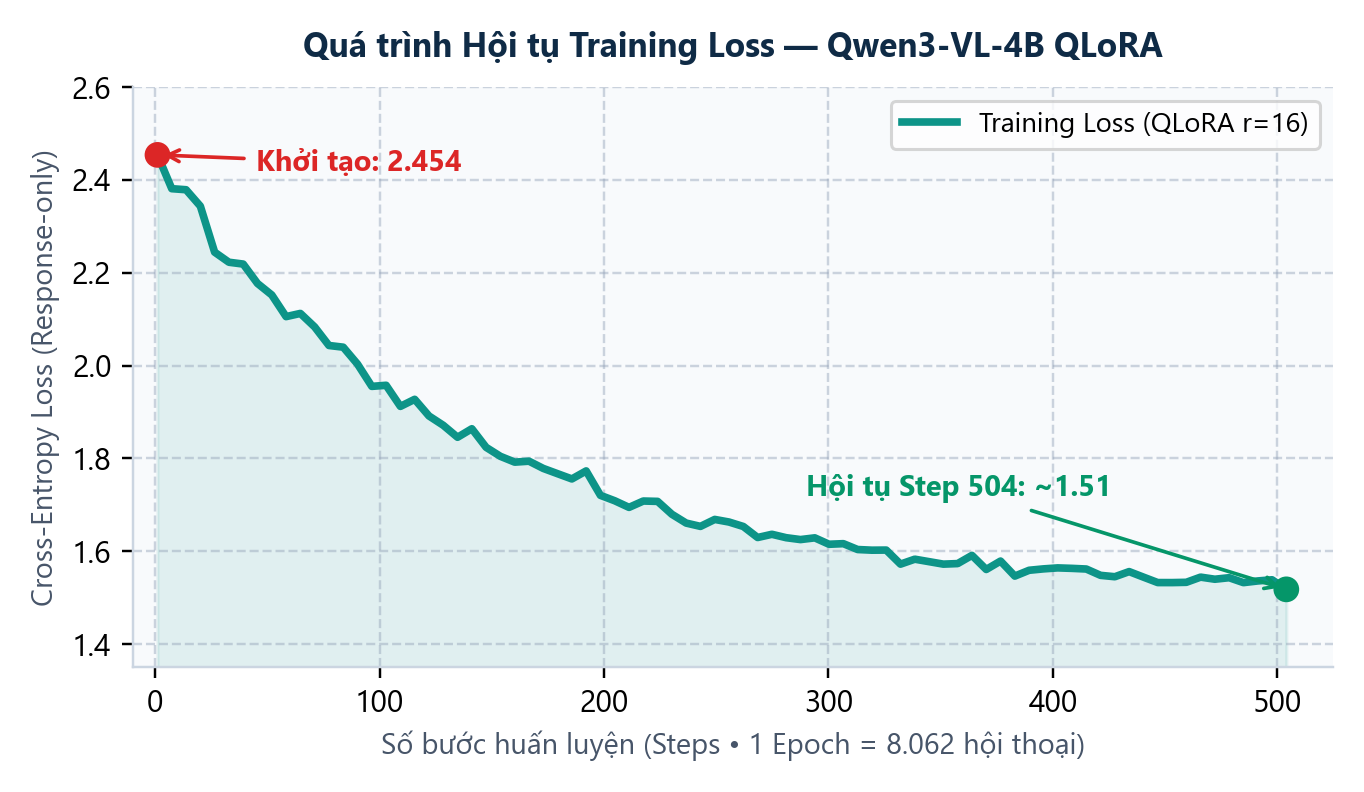 Quá trình Hội tụ Training Loss — Qwen3-VL-4B QLoRA
Training Loss (QLoRA r=16)
Khởi tạo: 2.454
Hội tụ Step 504: ~1.51
Cross-Entropy Loss (Response-only)
2.6
2.4
2.2
2.0
1.8
1.6
1.4
0 100 200 300 400 500
Số bước huấn luyện (Steps • 1 Epoch = 8.062 hội thoại)